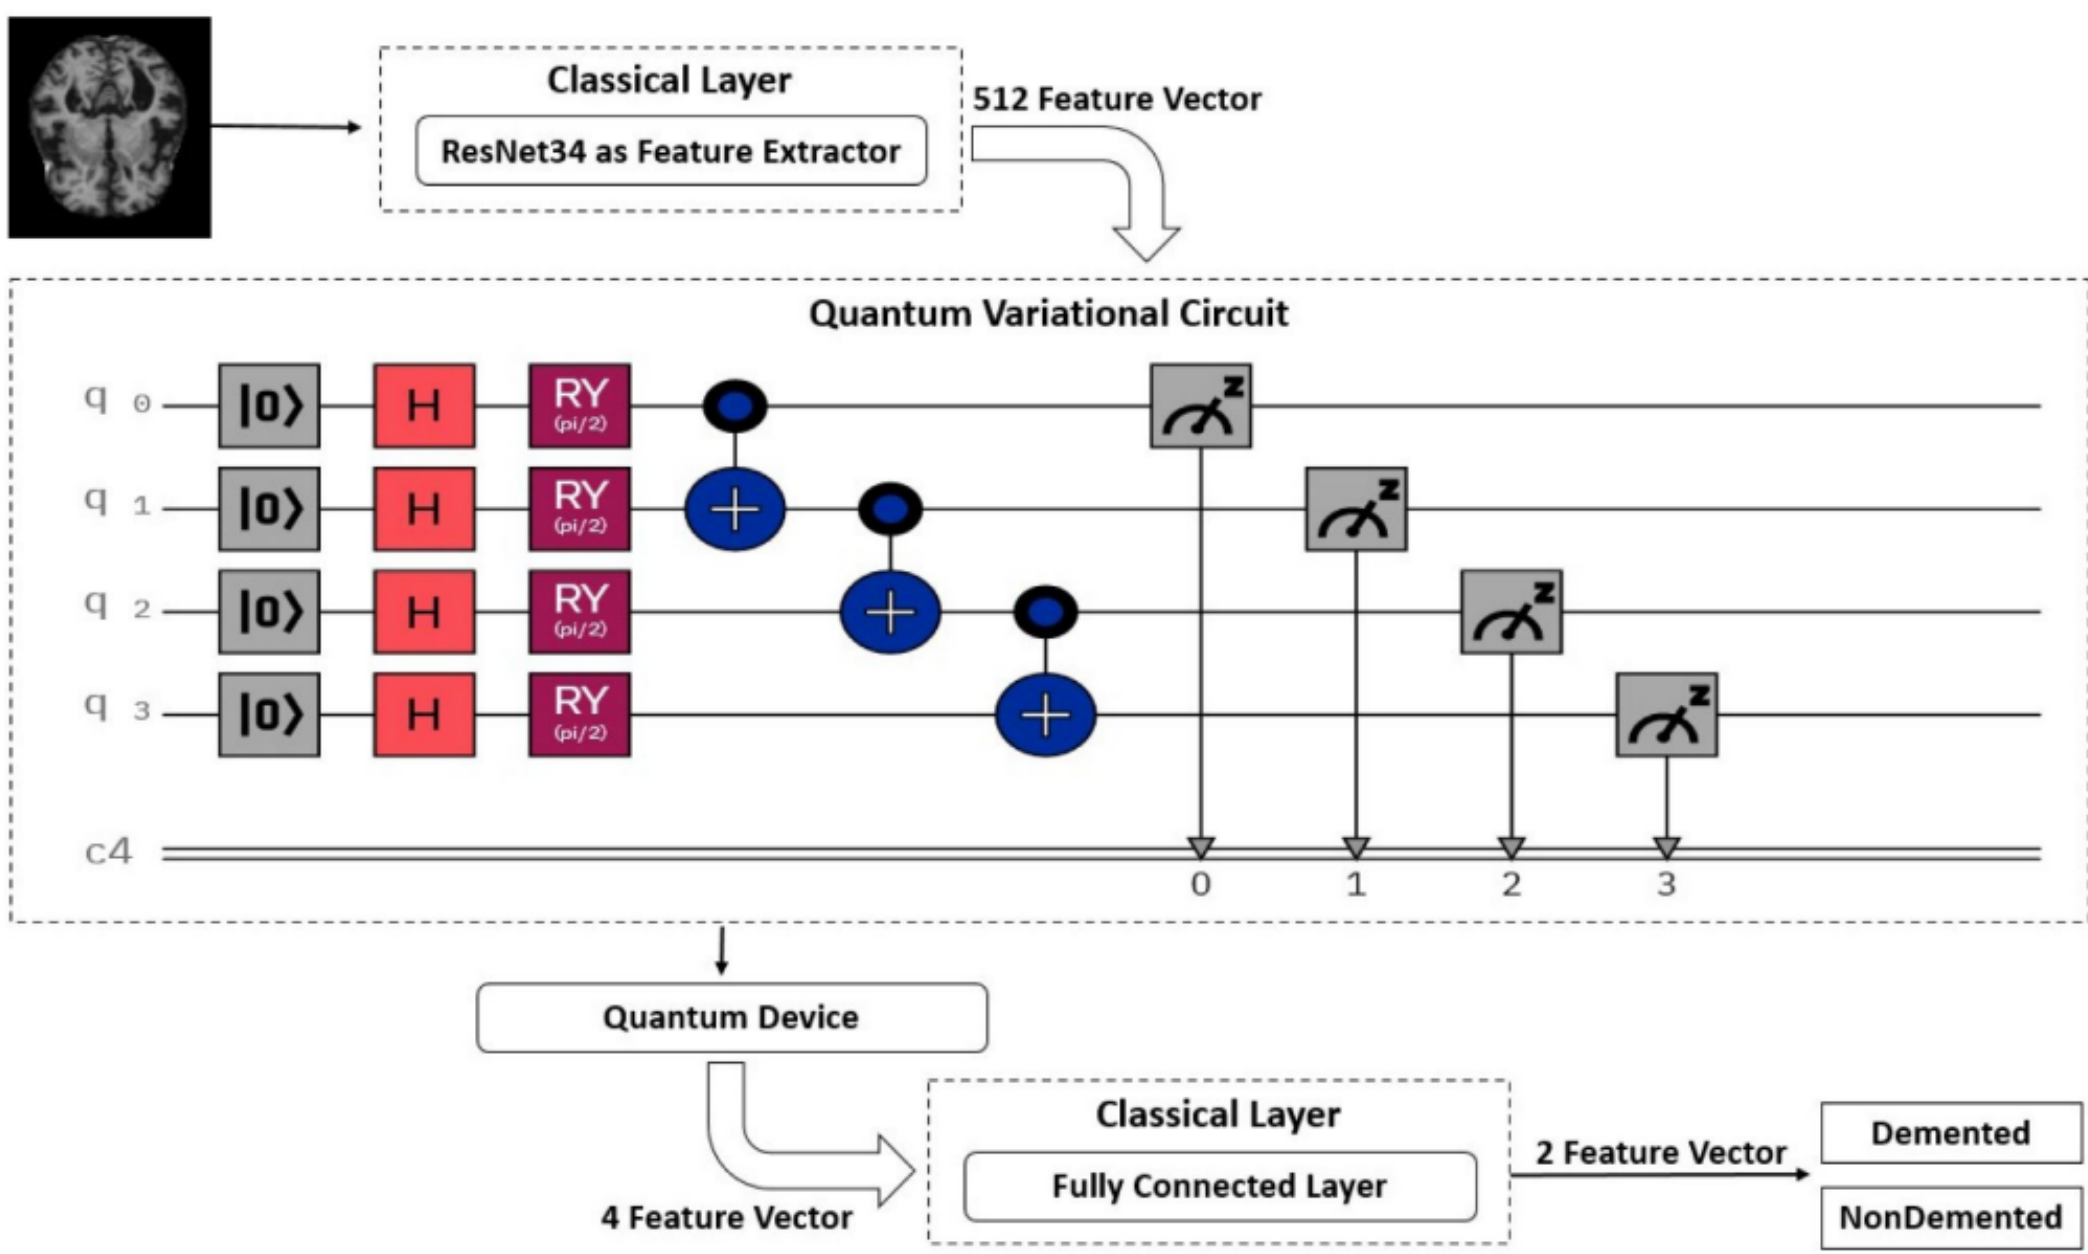 Classical Layer
ResNet34 as Feature Extractor
512 Feature Vector
Quantum Variational Circuit
q 0 |0⟩ H RY (pi/2) z
q 1 |0⟩ H RY (pi/2) z
q 2 |0⟩ H RY (pi/2) z
q 3 |0⟩ H RY (pi/2) z
c4
0 1 2 3
Quantum Device
4 Feature Vector
Classical Layer
Fully Connected Layer
2 Feature Vector
Demented
NonDemented